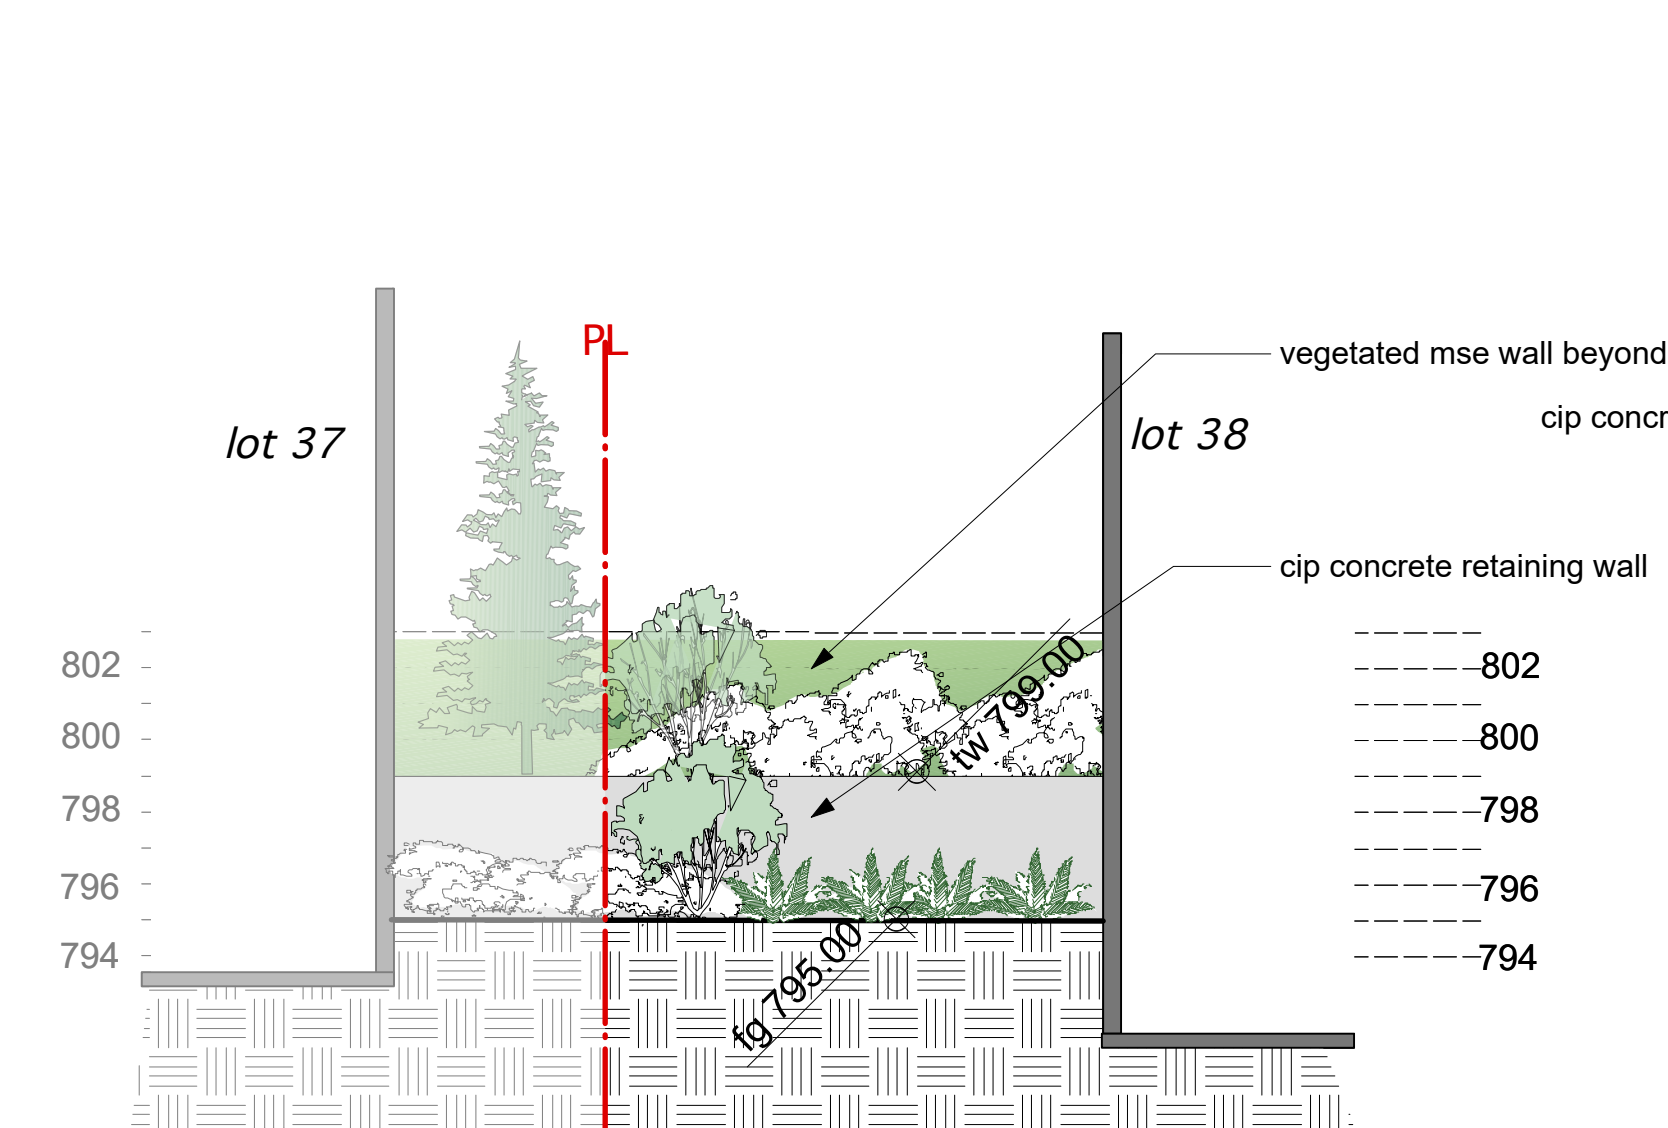 PL
vegetated mse wall beyond
cip concr
lot 37
lot 38
cip concrete retaining wall
tw 799.00
802
802
800
800
798
798
796
796
fg 795.00
794
794